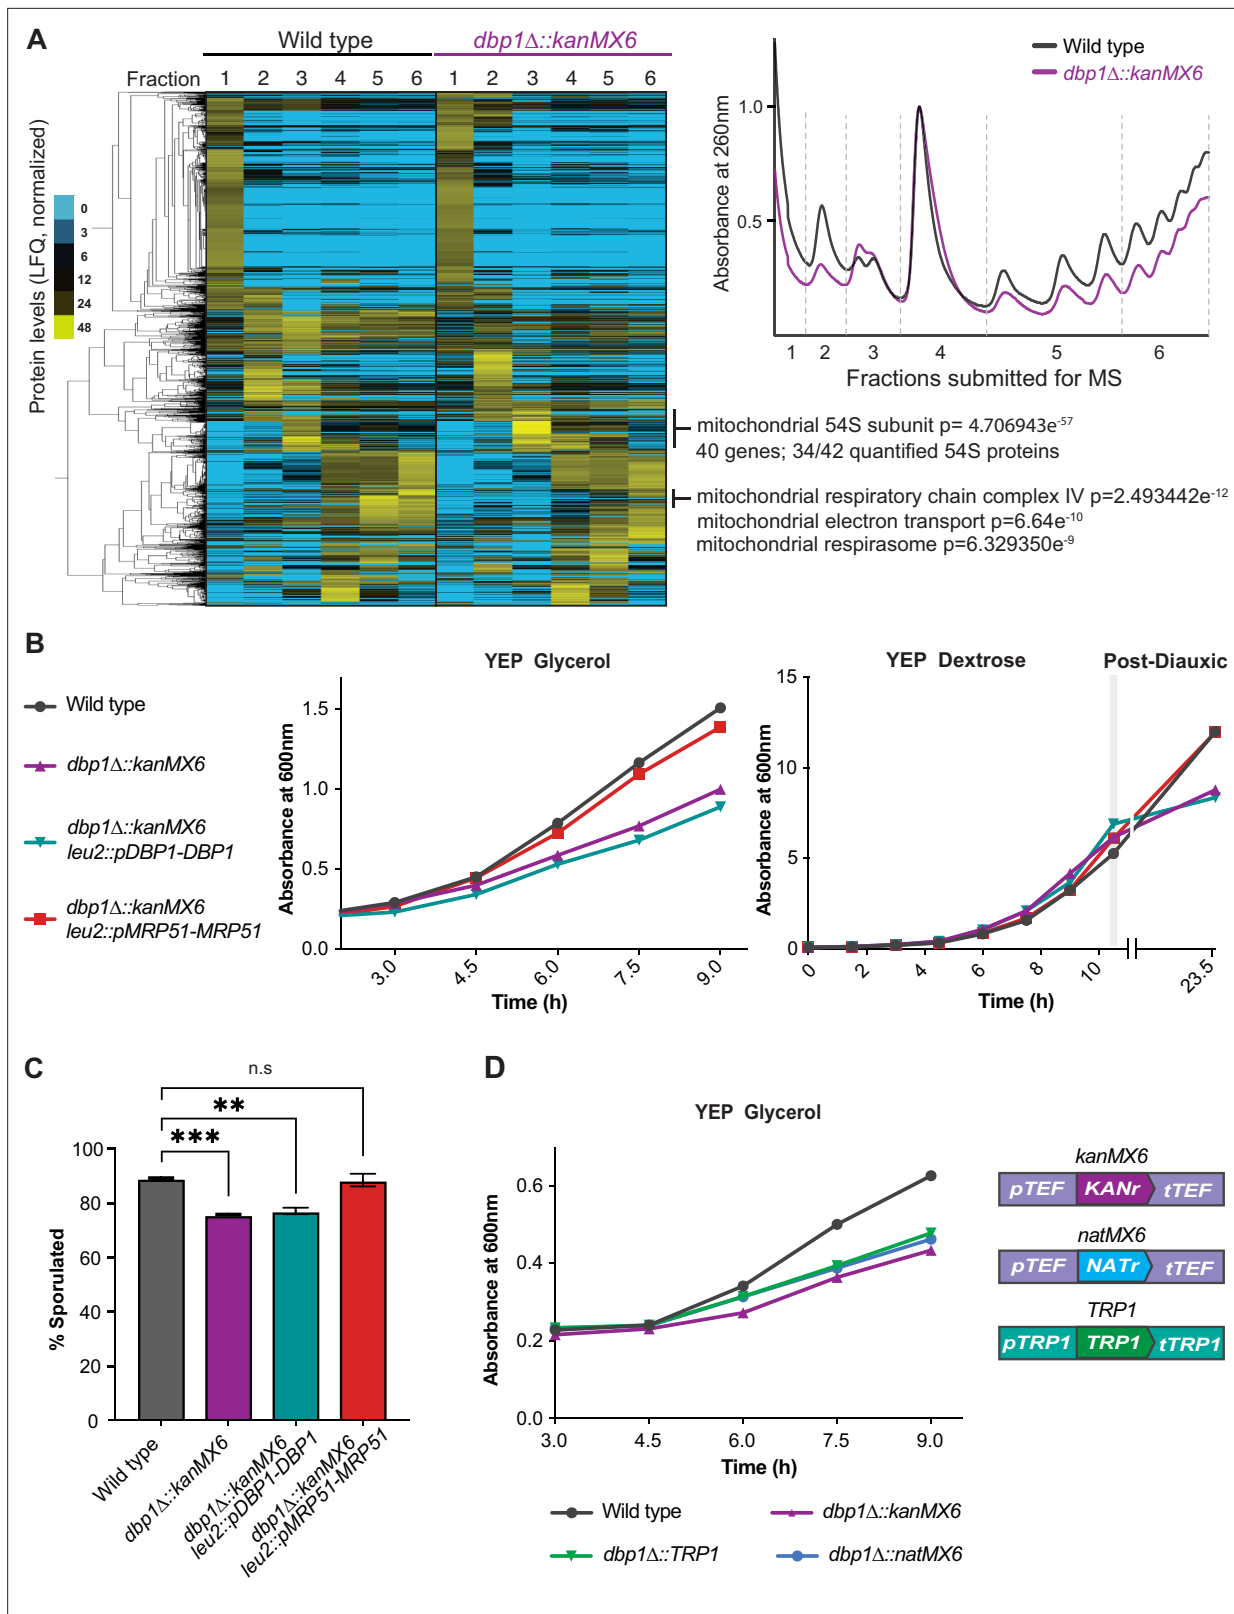 A
Wild type
dbp1Δ::kanMX6
Fraction 1 2 3 4 5 6 1 2 3 4 5 6
Protein levels (LFQ, normalized)
0
3
6
12
24
48
Wild type
dbp1Δ::kanMX6
Absorbance at 260nm
1.0
0.5
1 2 3 4 5 6
Fractions submitted for MS
mitochondrial 54S subunit p= 4.706943e-57
40 genes; 34/42 quantified 54S proteins
mitochondrial respiratory chain complex IV p=2.493442e-12
mitochondrial electron transport p=6.64e-10
mitochondrial respirasome p=6.329350e-9
B
Wild type
dbp1Δ::kanMX6
dbp1Δ::kanMX6
leu2::pDBP1-DBP1
dbp1Δ::kanMX6
leu2::pMRP51-MRP51
YEP Glycerol
Absorbance at 600nm
1.5
1.0
0.5
0.0
3.0 4.5 6.0 7.5 9.0
Time (h)
YEP Dextrose
Post-Diauxic
Absorbance at 600nm
15
10
5
0
0 2 4 6 8 10 23.5
Time (h)
C
n.s
**
***
% Sporulated
100
80
60
40
20
0
Wild type
dbp1Δ::kanMX6
dbp1Δ::kanMX6
leu2::pDBP1-DBP1
dbp1Δ::kanMX6
leu2::pMRP51-MRP51
D
YEP Glycerol
Absorbance at 600nm
0.6
0.4
0.2
0.0
3.0 4.5 6.0 7.5 9.0
Time (h)
Wild type
dbp1Δ::kanMX6
dbp1Δ::TRP1
dbp1Δ::natMX6
kanMX6
pTEF KANr tTEF
natMX6
pTEF NATr tTEF
TRP1
pTRP1 TRP1 tTRP1